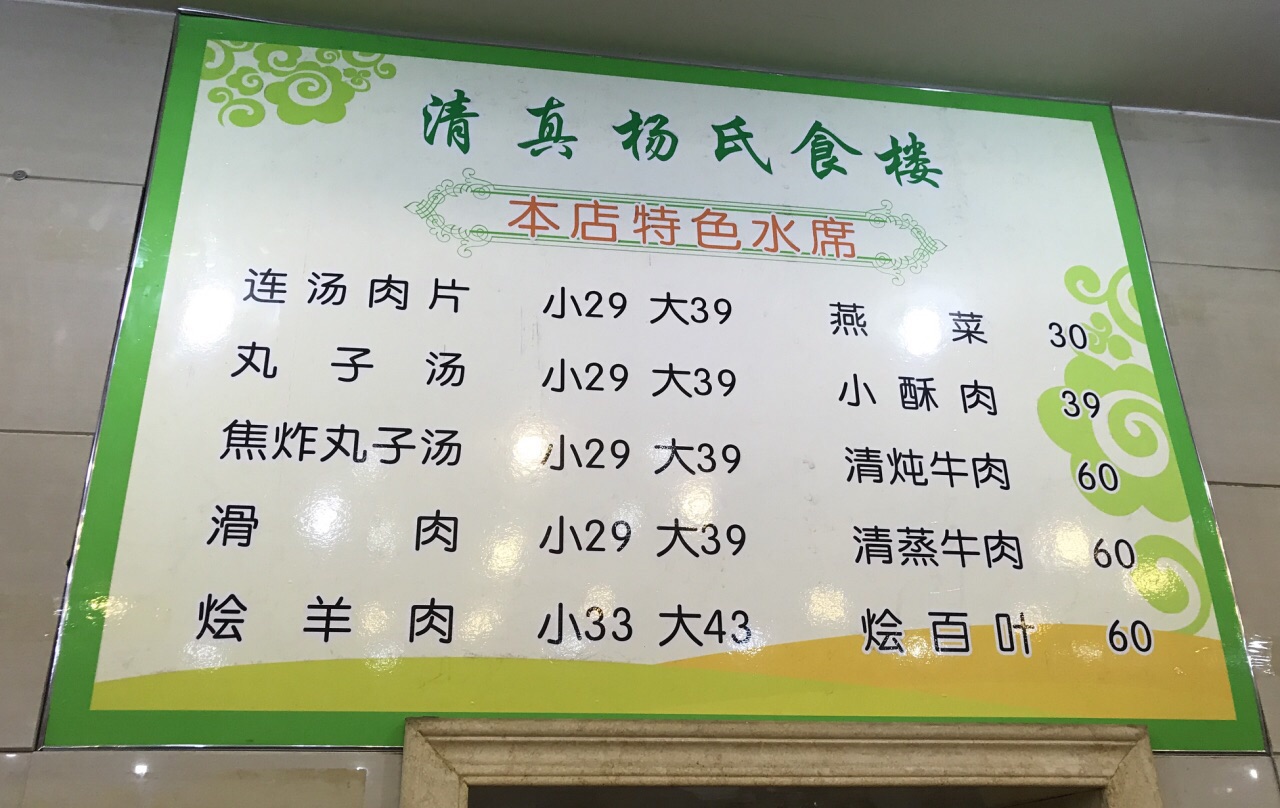 清真杨氏食楼
本店特色水席
连汤肉片 小29 大39 燕菜 30
丸子汤 小29 大39 小酥肉 39
焦炸丸子汤 小29 大39 清炖牛肉 60
滑肉 小29 大39 清蒸牛肉 60
烩羊肉 小33 大43 烩百叶 60